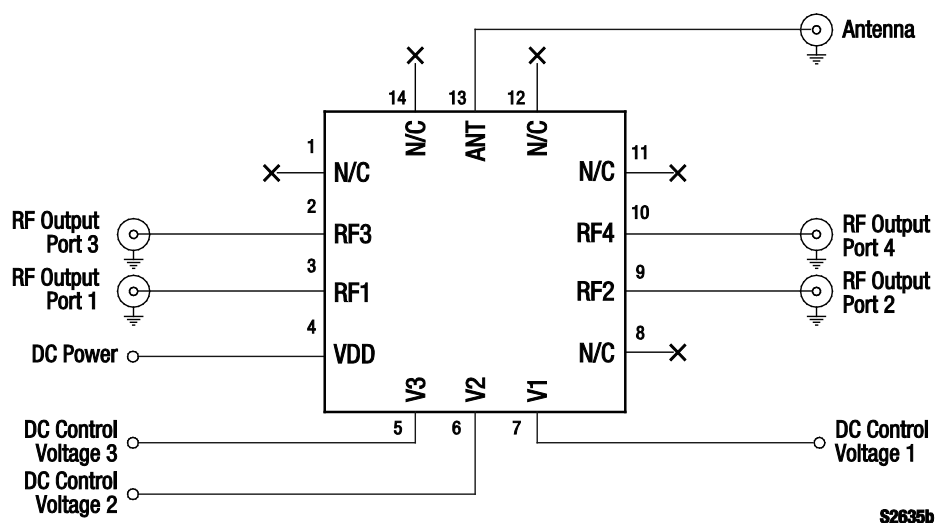 Antenna
14
13
12
N/C
ANT
N/C
1
N/C
11
N/C
RF Output
Port 3
2
RF3
10
RF4
RF Output
Port 4
RF Output
Port 1
3
RF1
9
RF2
RF Output
Port 2
DC Power
4
VDD
8
N/C
V3
V2
V1
5
6
7
DC Control
Voltage 3
DC Control
Voltage 1
DC Control
Voltage 2
S2635b